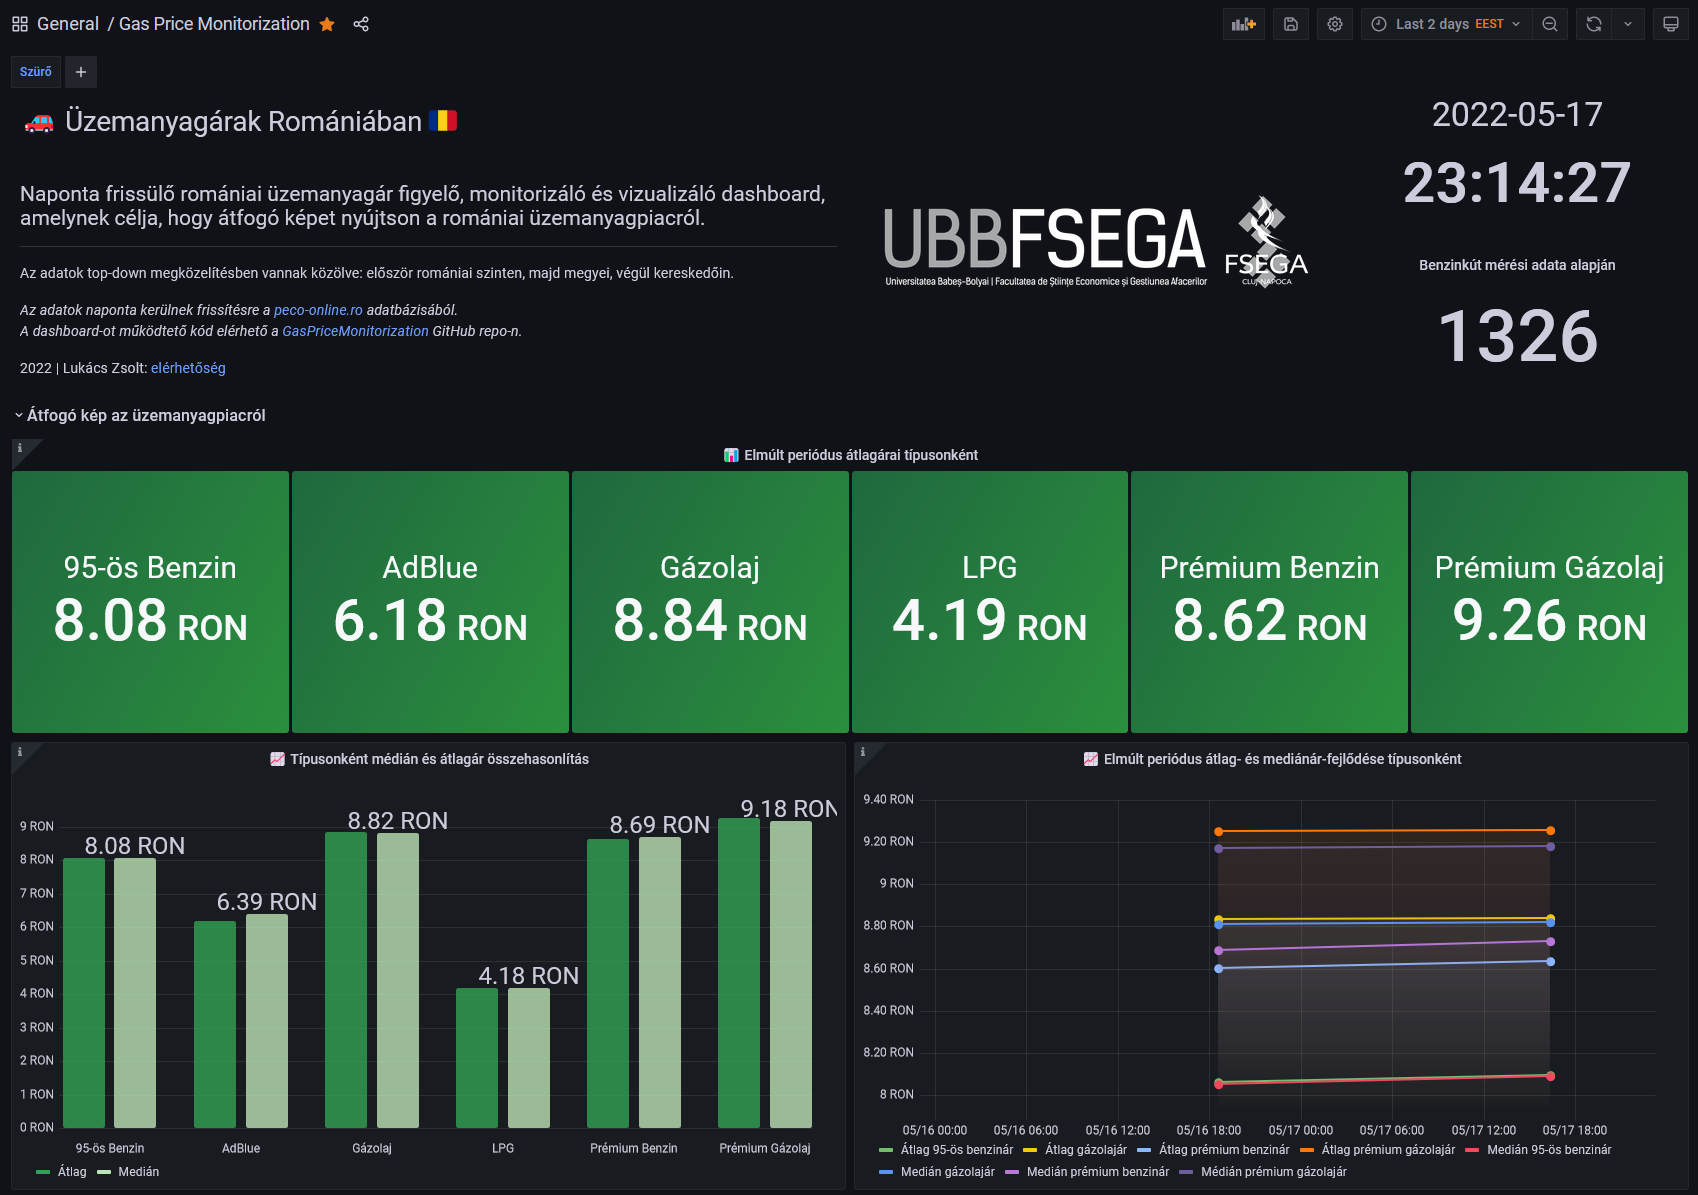 General / Gas Price Monitorization
Last 2 days EEST
Szűrő
+
Üzemanyagárak Romániában
Naponta frissülő romániai üzemanyagár figyelő, monitorizáló és vizualizáló dashboard,
amelynek célja, hogy átfogó képet nyújtson a romániai üzemanyagpiacról.
Az adatok top-down megközelítésben vannak közölve: először romániai szinten, majd megyei, végül kereskedőin.
Az adatok naponta kerülnek frissítésre a peco-online.ro adatbázisából.
A dashboard-ot működtető kód elérhető a GasPriceMonitorization GitHub repo-n.
2022 | Lukács Zsolt: elérhetőség
UBBFSEGA
Universitatea Babeș-Bolyai | Facultatea de Științe Economice și Gestiunea Afacerilor
FSEGA
CLUJ-NAPOCA
2022-05-17
23:14:27
Benzinkút mérési adata alapján
1326
Átfogó kép az üzemanyagpiacról
Elmúlt periódus átlagárai típusonként
95-ös Benzin
8.08 RON
AdBlue
6.18 RON
Gázolaj
8.84 RON
LPG
4.19 RON
Prémium Benzin
8.62 RON
Prémium Gázolaj
9.26 RON
Típusonként médián és átlagár összehasonlítás
9 RON
8 RON
7 RON
6 RON
5 RON
4 RON
3 RON
2 RON
1 RON
0 RON
8.08 RON
6.39 RON
8.82 RON
4.18 RON
8.69 RON
9.18 RON
95-ös Benzin
AdBlue
Gázolaj
LPG
Prémium Benzin
Prémium Gázolaj
Átlag Medián
Elmúlt periódus átlag- és mediánár-fejlődése típusonként
9.40 RON
9.20 RON
9 RON
8.80 RON
8.60 RON
8.40 RON
8.20 RON
8 RON
05/16 00:00 05/16 06:00 05/16 12:00 05/16 18:00 05/17 00:00 05/17 06:00 05/17 12:00 05/17 18:00
Átlag 95-ös benzinár Átlag gázolajár Átlag prémium benzinár Átlag prémium gázolajár Medián 95-ös benzinár
Medián gázolajár Medián prémium benzinár Médián prémium gázolajár